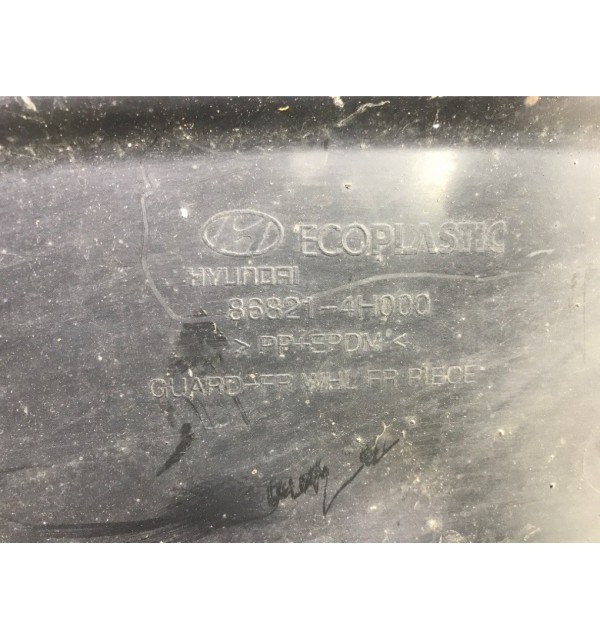 ECOPLASTIC
HYUNDAI
86821-4H000
>PP+EPDM<
GUARD-FR WHL FR PIECE